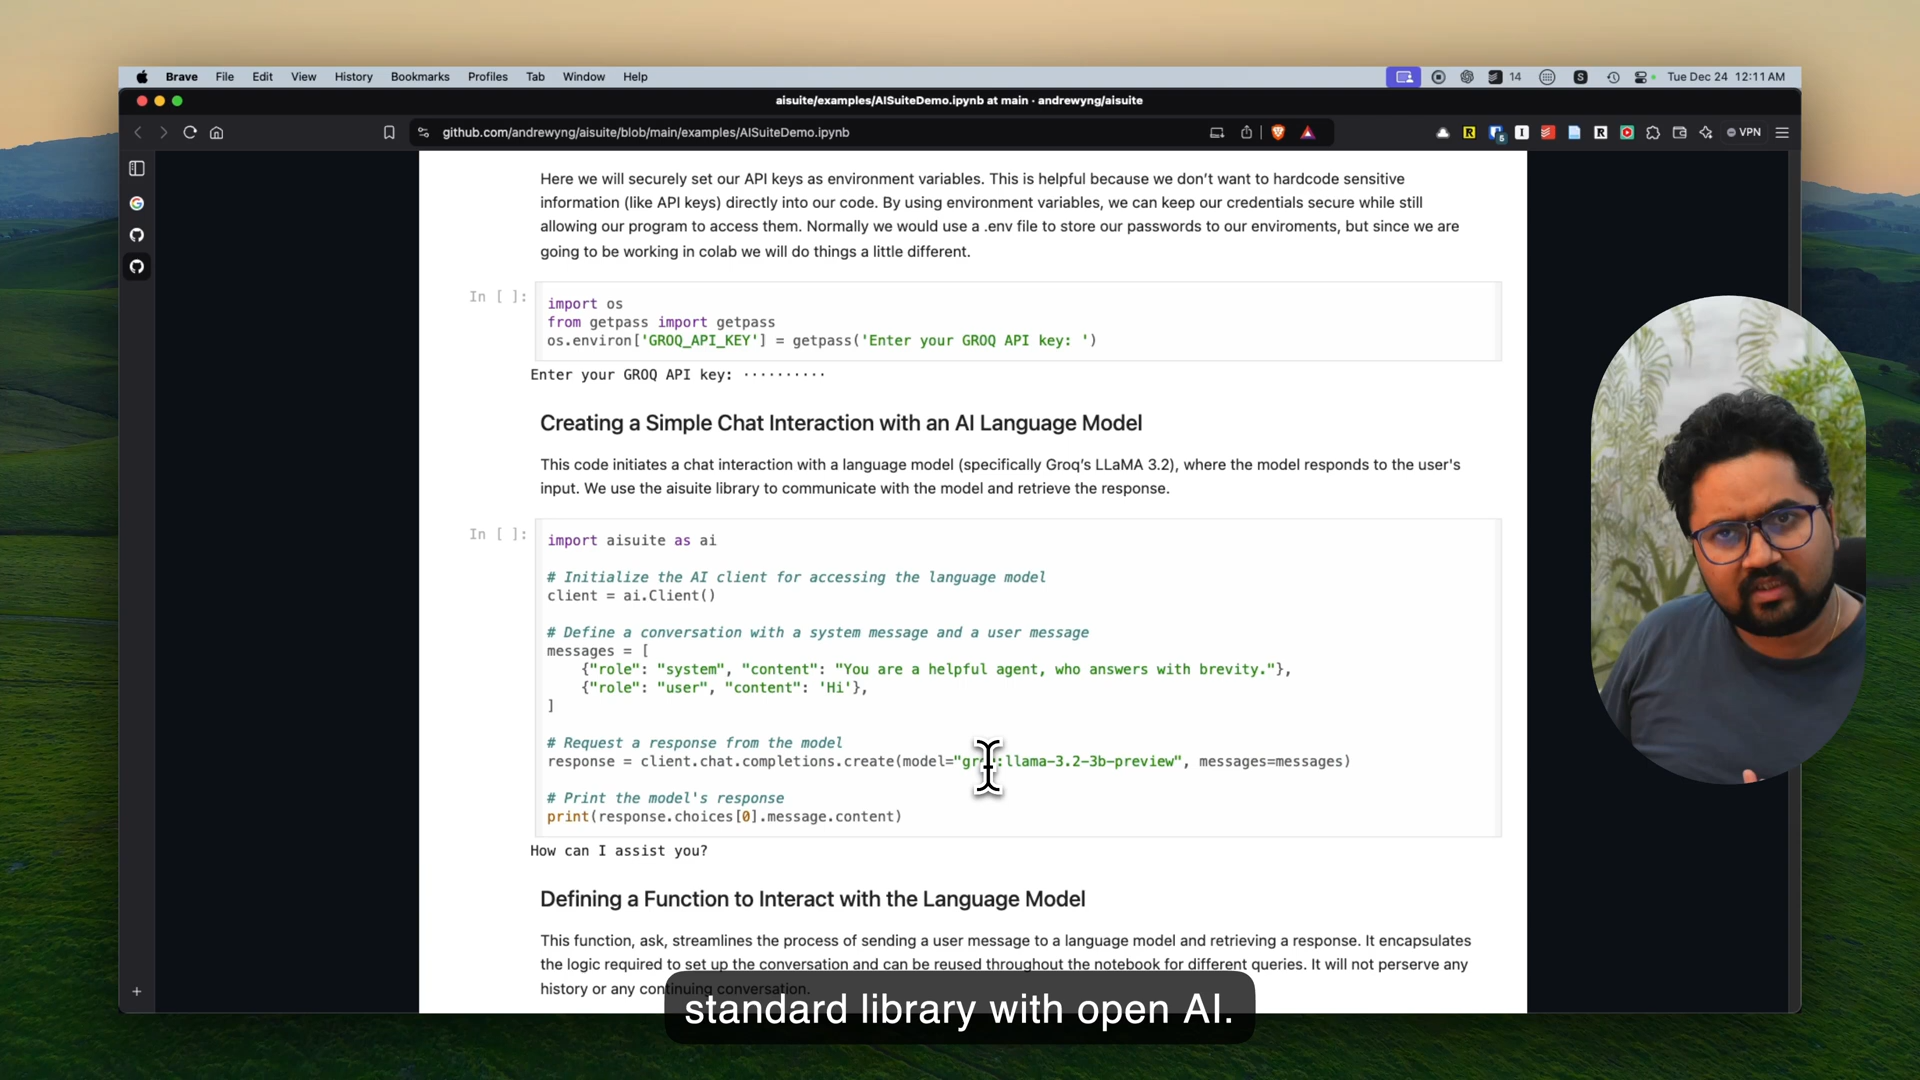 Brave File Edit View History Bookmarks Profiles Tab Window Help 14 S Tue Dec 24 12:11 AM
aisuite/examples/AISuiteDemo.ipynb at main · andrewyng/aisuite
github.com/andrewyng/aisuite/blob/main/examples/AISuiteDemo.ipynb R 5 I R VPN
Here we will securely set our API keys as environment variables. This is helpful because we don't want to hardcode sensitive
information (like API keys) directly into our code. By using environment variables, we can keep our credentials secure while still
allowing our program to access them. Normally we would use a .env file to store our passwords to our enviroments, but since we are
going to be working in colab we will do things a little different.
In [ ]:
import os
from getpass import getpass
os.environ['GROQ_API_KEY'] = getpass('Enter your GROQ API key: ')
Enter your GROQ API key: ··········
Creating a Simple Chat Interaction with an AI Language Model
This code initiates a chat interaction with a language model (specifically Groq's LLaMA 3.2), where the model responds to the user's
input. We use the aisuite library to communicate with the model and retrieve the response.
In [ ]:
import aisuite as ai
# Initialize the AI client for accessing the language model
client = ai.Client()
# Define a conversation with a system message and a user message
messages = [
{"role": "system", "content": "You are a helpful agent, who answers with brevity."},
{"role": "user", "content": 'Hi'},
]
# Request a response from the model
response = client.chat.completions.create(model="groq:llama-3.2-3b-preview", messages=messages)
# Print the model's response
print(response.choices[0].message.content)
How can I assist you?
Defining a Function to Interact with the Language Model
This function, ask, streamlines the process of sending a user message to a language model and retrieving a response. It encapsulates
the logic required to set up the conversation and can be reused throughout the notebook for different queries. It will not perserve any
history or any continuing conversation.
standard library with open AI.